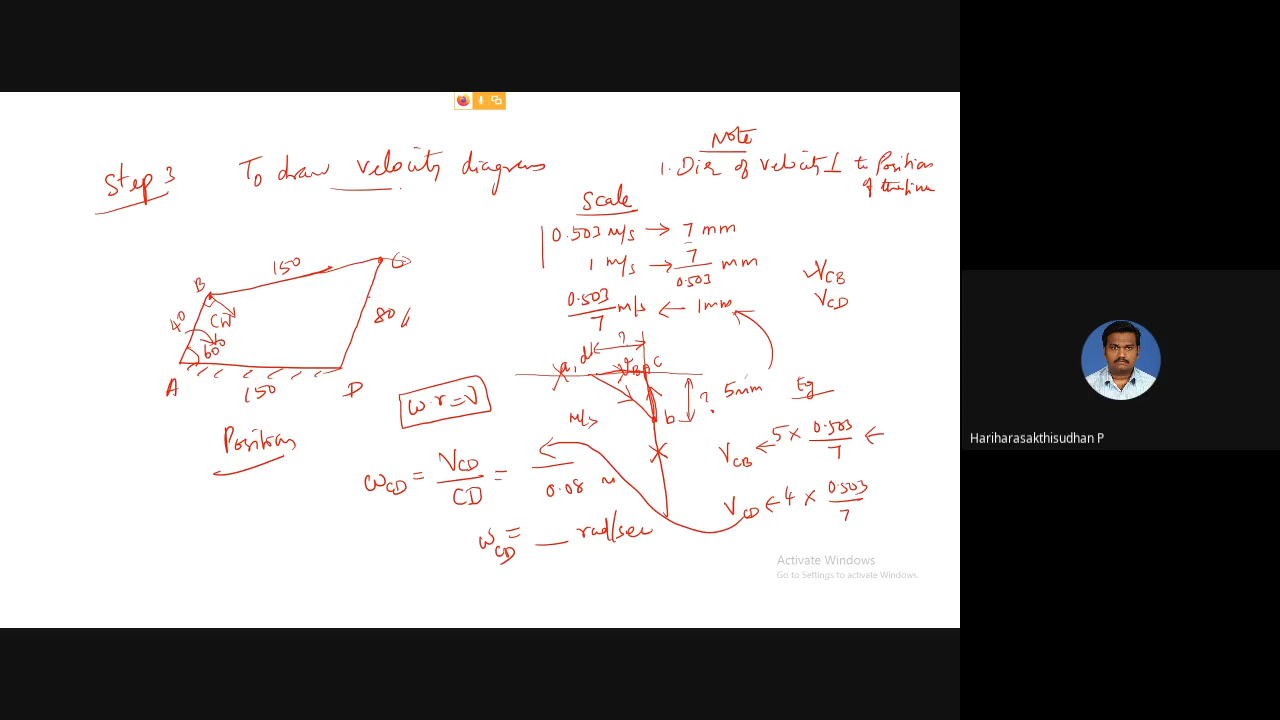 Step 3
To draw velocity diagram
Note
1. Dir of velocity ⊥ to Position
of the line
Scale
0.503 m/s → 7 mm
1 m/s → 7/0.503 mm
0.503/7 m/s ← 1mm
VCB
VCD
150
B
C
40
CW
60°
80
A
150
D
Position
ω.r = V
a, d
?
c
b
?
5mm
Eg
m/s
VCB ← 5 × 0.503/7 ←
VCD ← 4 × 0.503/7
ωCD = VCD/CD = /0.08 m
ωCD = __ rad/sec
Activate Windows
Go to Settings to activate Windows.
Hariharasakthisudhan P